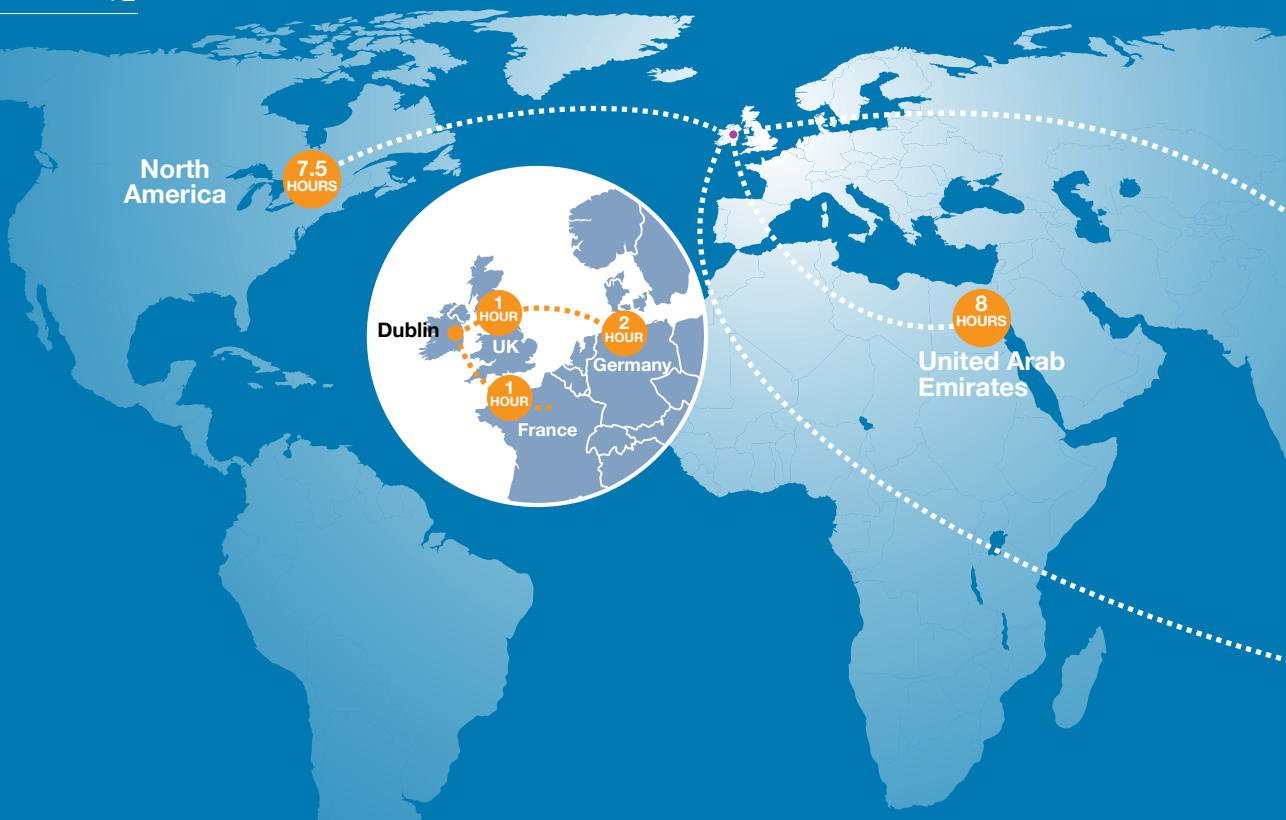 North
America
7.5
HOURS
Dublin
1
HOUR
UK
2
HOUR
Germany
1
HOUR
France
8
HOURS
United Arab
Emirates